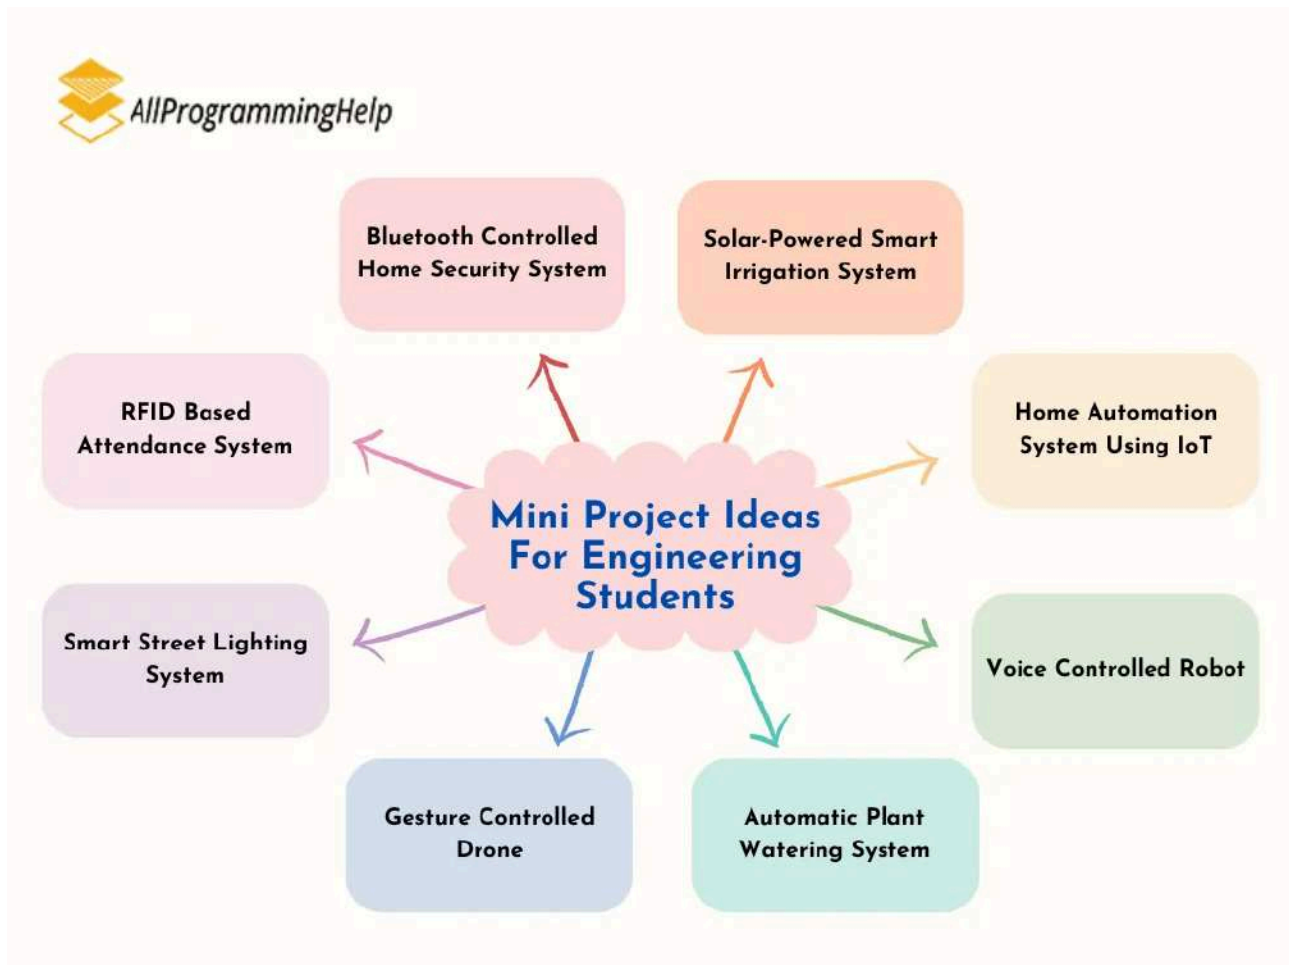 AllProgrammingHelp
Bluetooth Controlled
Home Security System
Solar-Powered Smart
Irrigation System
RFID Based
Attendance System
Home Automation
System Using IoT
Mini Project Ideas
For Engineering
Students
Smart Street Lighting
System
Voice Controlled Robot
Gesture Controlled
Drone
Automatic Plant
Watering System